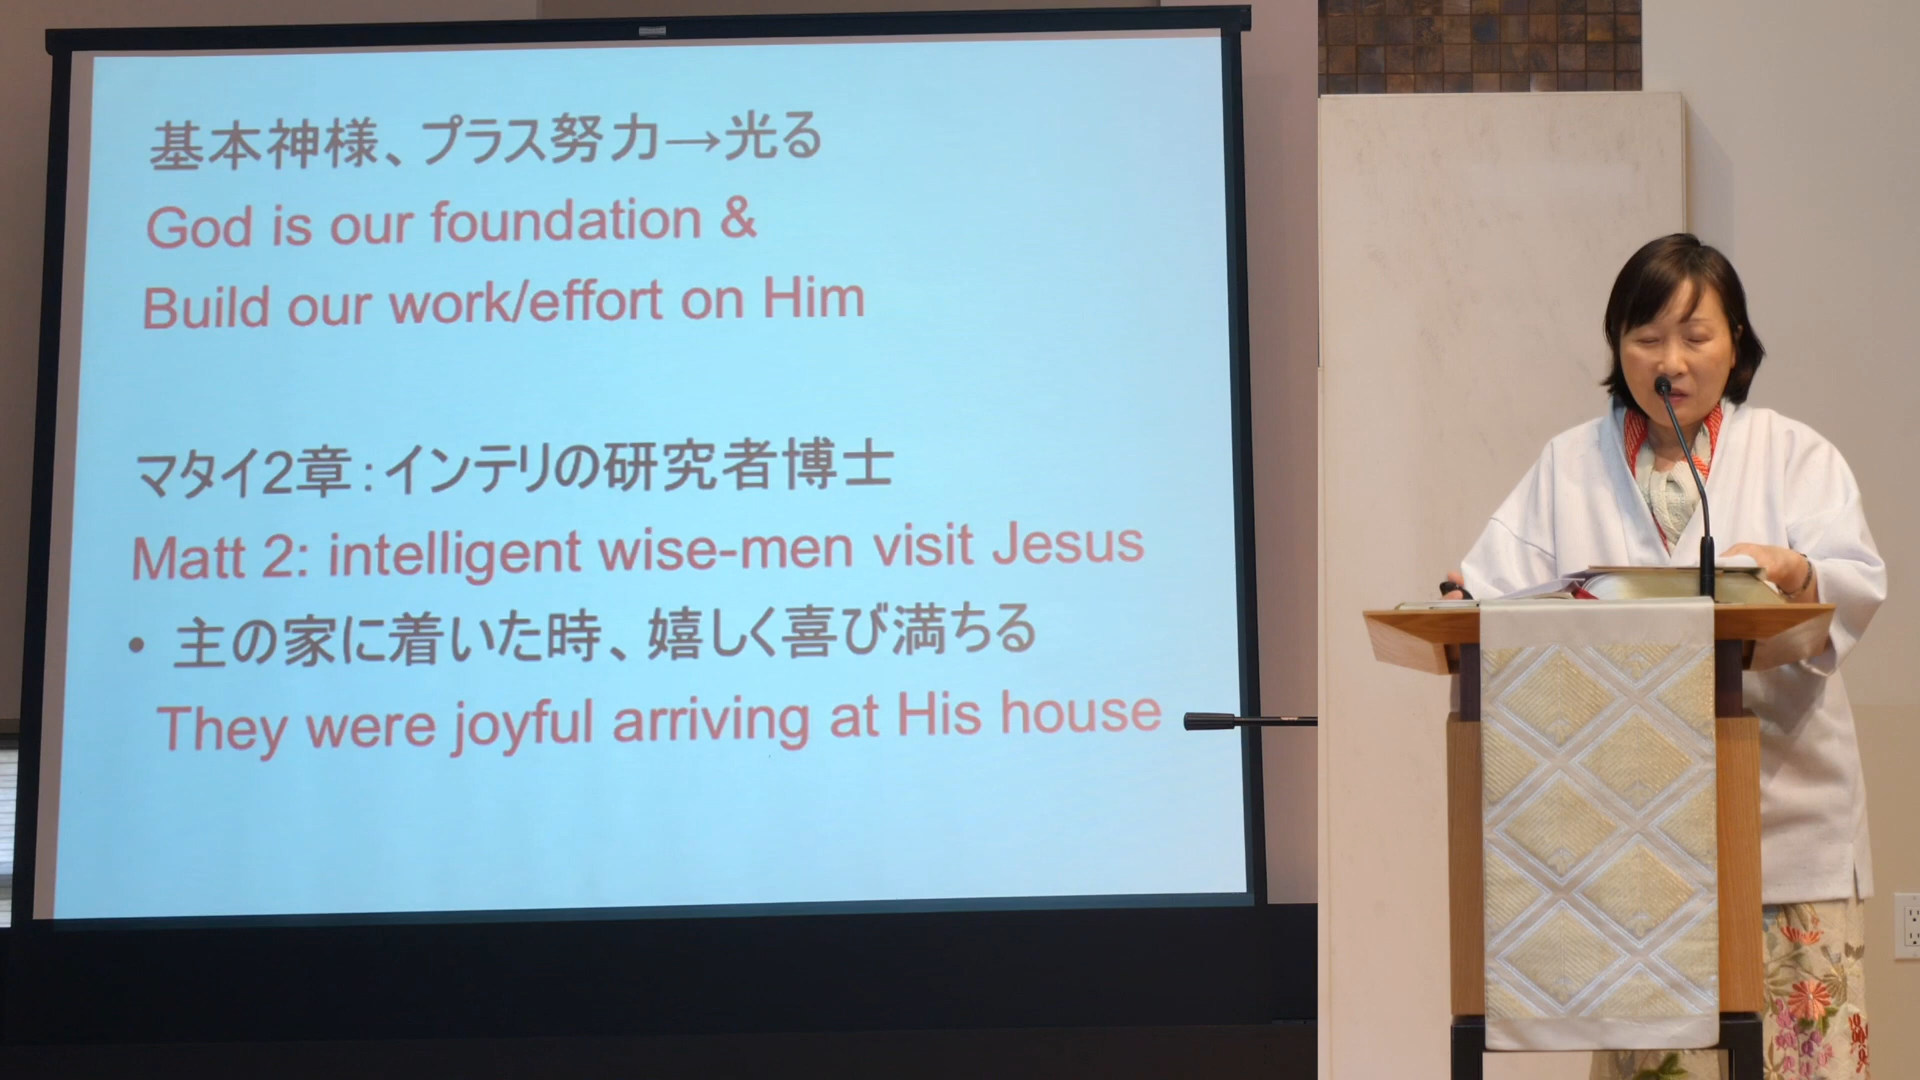 基本神様、プラス努力→光る
God is our foundation &
Build our work/effort on Him
マタイ2章：インテリの研究者博士
Matt 2: intelligent wise-men visit Jesus
• 主の家に着いた時、嬉しく喜び満ちる
They were joyful arriving at His house